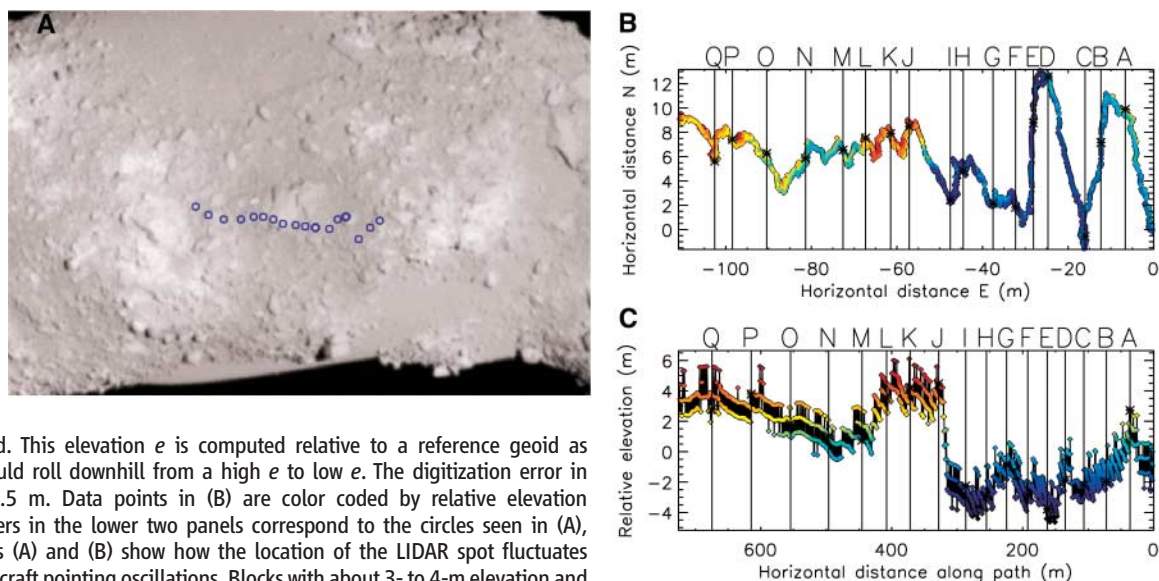 A
B
QP O N M L K J IH G FED CB A
Horizontal distance N (m)
12
10
8
6
4
2
0
−100 −80 −60 −40 −20 0
Horizontal distance E (m)
C
Q P O N M L K J I H G F E D C B A
Relative elevation (m)
6
4
2
0
−2
−4
600 400 200 0
Horizontal distance along path (m)
d. This elevation e is computed relative to a reference geoid as
uld roll downhill from a high e to low e. The digitization error in
.5 m. Data points in (B) are color coded by relative elevation
ers in the lower two panels correspond to the circles seen in (A),
s (A) and (B) show how the location of the LIDAR spot fluctuates
craft pointing oscillations. Blocks with about 3- to 4-m elevation and